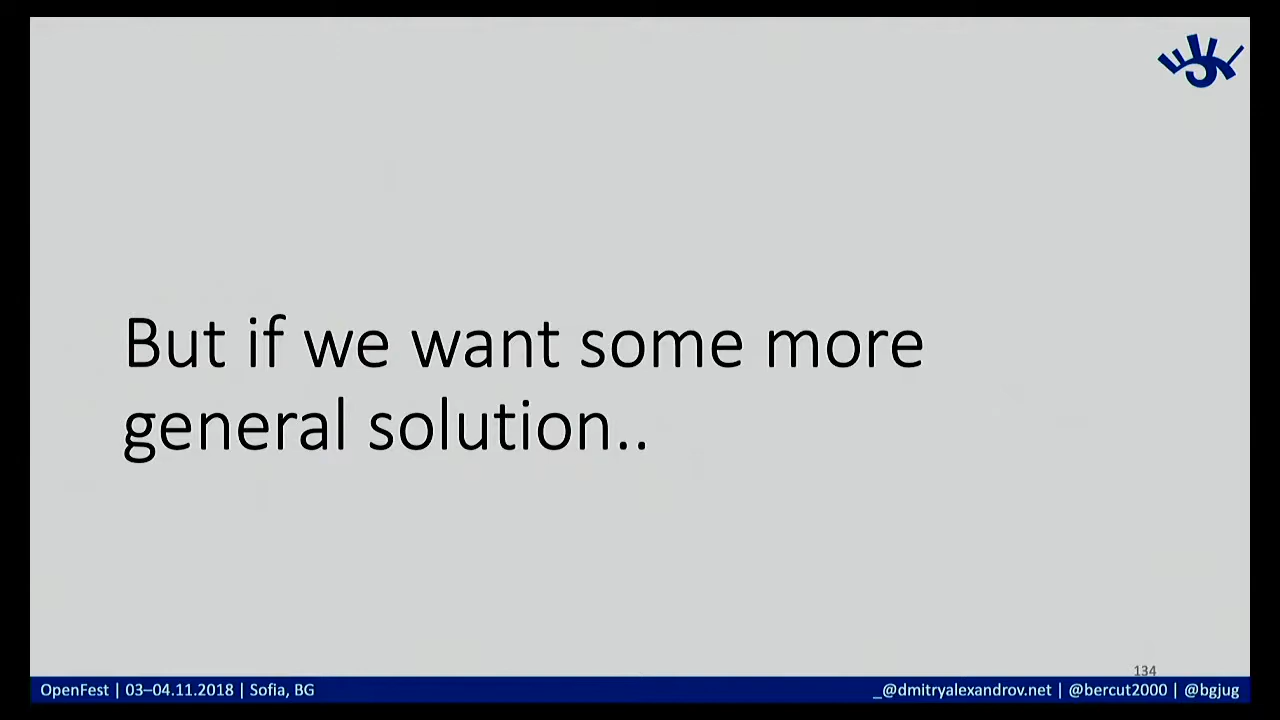 But if we want some more
general solution..
134
OpenFest | 03–04.11.2018 | Sofia, BG
_@dmitryalexandrov.net | @bercut2000 | @bgjug